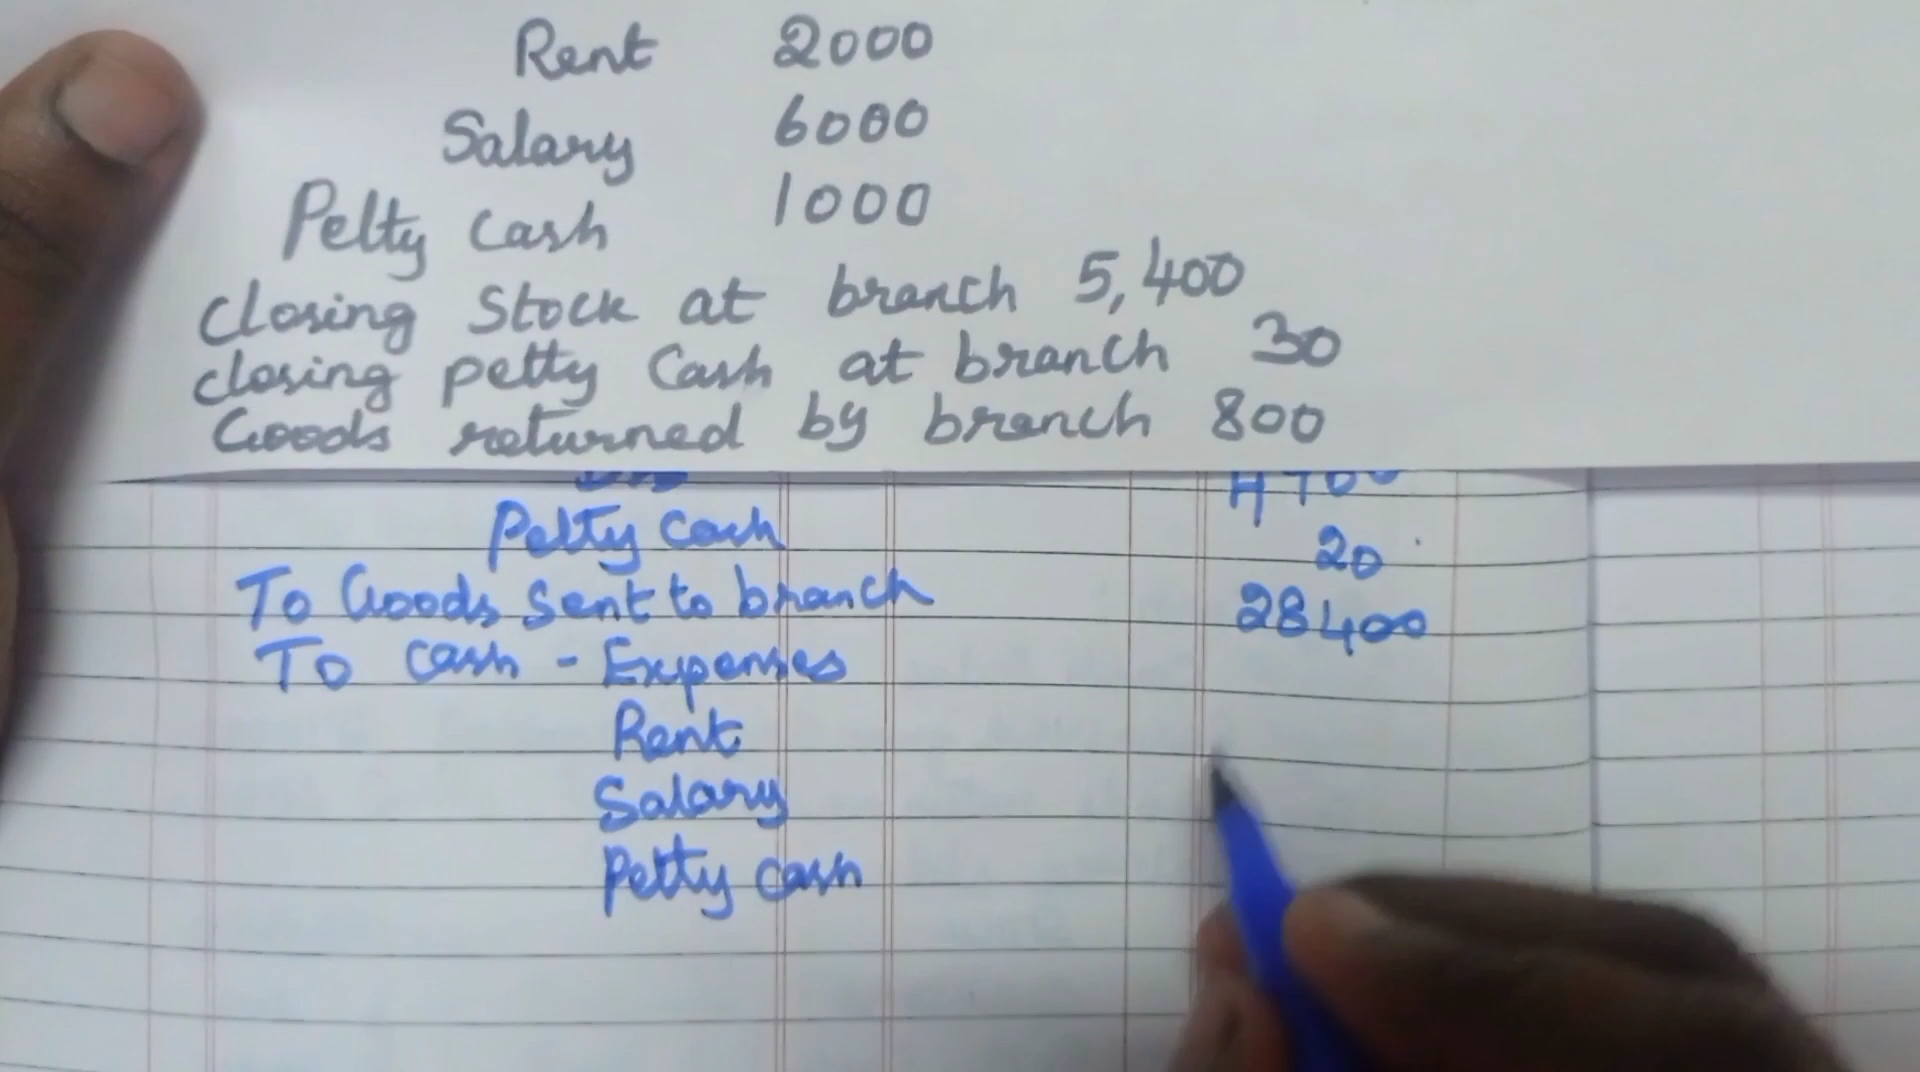 Rent 2000
Salary 6000
Petty Cash 1000
Closing Stock at branch 5,400
closing petty Cash at branch 30
Goods returned by branch 800
Petty Cash 20
To Goods Sent to branch 28400
To Cash - Expenses
Rent
Salary
Petty cash